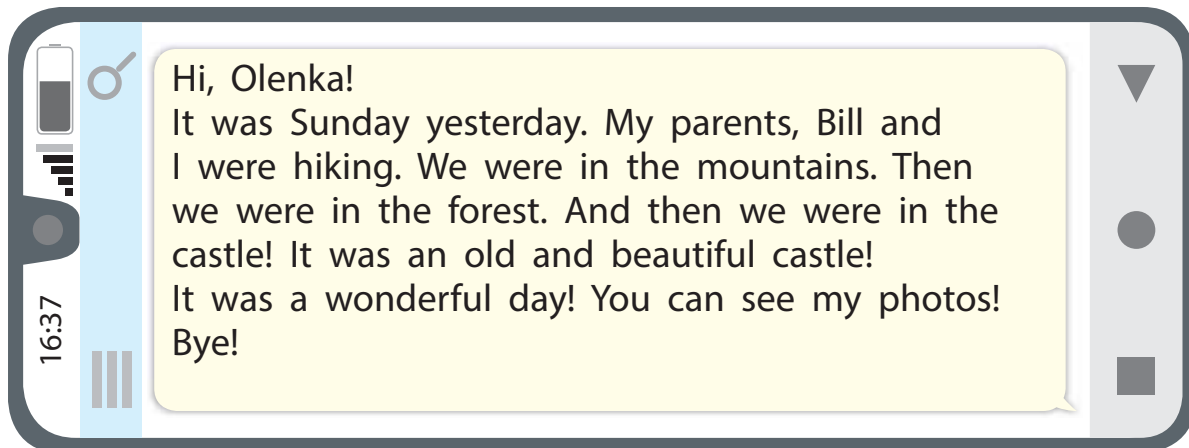 Hi, Olenka!
It was Sunday yesterday. My parents, Bill and
I were hiking. We were in the mountains. Then
we were in the forest. And then we were in the
castle! It was an old and beautiful castle!
It was a wonderful day! You can see my photos!
Bye!
16:37